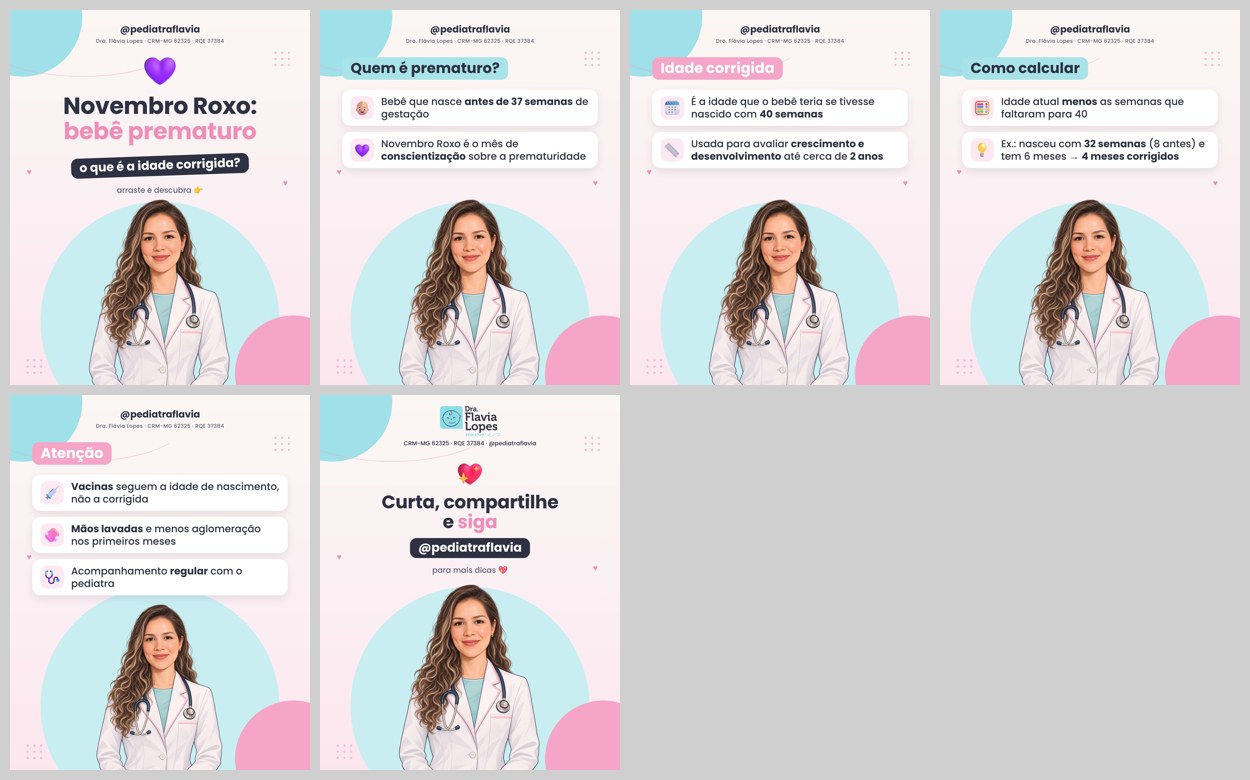 @pediatraflavia
Dra. Flávia Lopes · CRM-MG 62325 · RQE 37384
Novembro Roxo:
bebê prematuro
o que é a idade corrigida?
arraste e descubra 👉
@pediatraflavia
Dra. Flávia Lopes · CRM-MG 62325 · RQE 37384
Quem é prematuro?
Bebê que nasce antes de 37 semanas de
gestação
Novembro Roxo é o mês de
conscientização sobre a prematuridade
@pediatraflavia
Dra. Flávia Lopes · CRM-MG 62325 · RQE 37384
Idade corrigida
É a idade que o bebê teria se tivesse
nascido com 40 semanas
Usada para avaliar crescimento e
desenvolvimento até cerca de 2 anos
@pediatraflavia
Dra. Flávia Lopes · CRM-MG 62325 · RQE 37384
Como calcular
Idade atual menos as semanas que
faltaram para 40
Ex.: nasceu com 32 semanas (8 antes) e
tem 6 meses → 4 meses corrigidos
@pediatraflavia
Dra. Flávia Lopes · CRM-MG 62325 · RQE 37384
Atenção
Vacinas seguem a idade de nascimento,
não a corrigida
Mãos lavadas e menos aglomeração
nos primeiros meses
Acompanhamento regular com o
pediatra
Dra.
Flavia
Lopes
CRM-MG 62325 · RQE 37384 · @pediatraflavia
Curta, compartilhe
e siga
@pediatraflavia
para mais dicas 💖